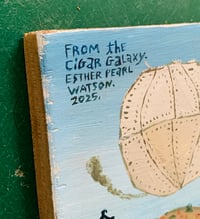 FROM the
CiGAR GALAXY.
ESTHER PEARL
WATSON.
2025.